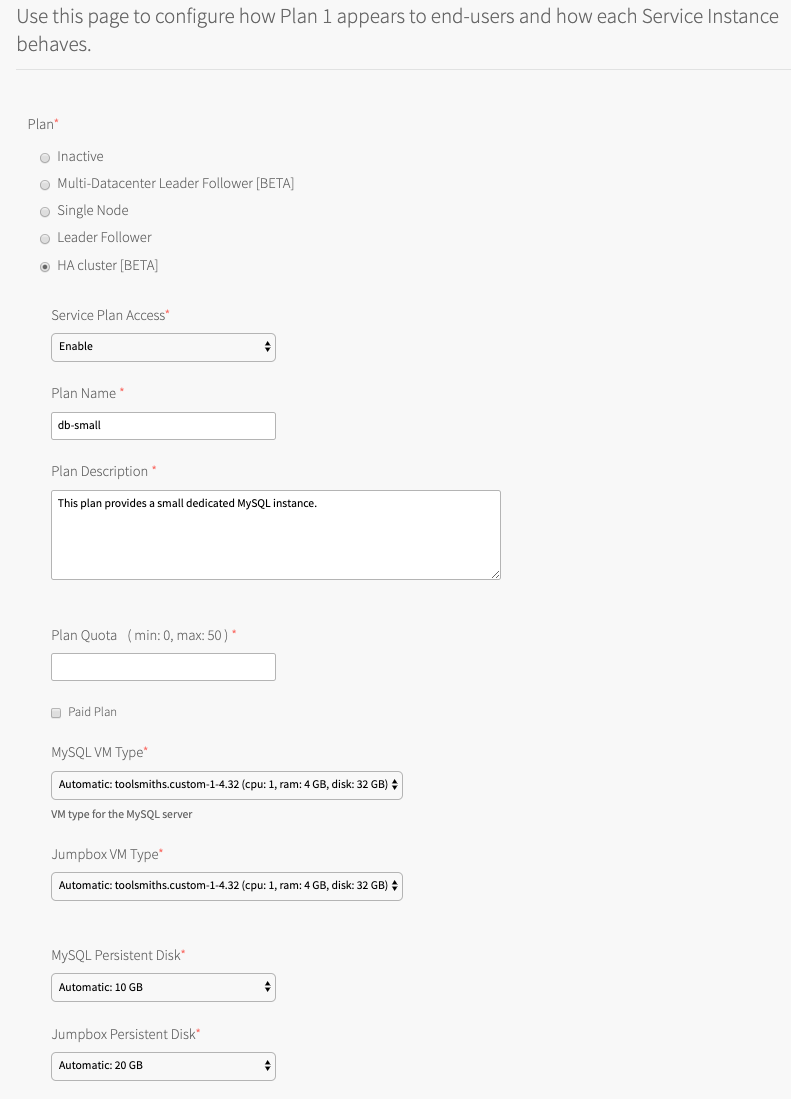 Use this page to configure how Plan 1 appears to end-users and how each Service Instance
behaves.
Plan*
Inactive
Multi-Datacenter Leader Follower [BETA]
Single Node
Leader Follower
HA cluster [BETA]
Service Plan Access*
Enable
Plan Name *
db-small
Plan Description *
This plan provides a small dedicated MySQL instance.
Plan Quota ( min: 0, max: 50 ) *
Paid Plan
MySQL VM Type*
Automatic: toolsmiths.custom-1-4.32 (cpu: 1, ram: 4 GB, disk: 32 GB)
VM type for the MySQL server
Jumpbox VM Type*
Automatic: toolsmiths.custom-1-4.32 (cpu: 1, ram: 4 GB, disk: 32 GB)
MySQL Persistent Disk*
Automatic: 10 GB
Jumpbox Persistent Disk*
Automatic: 20 GB